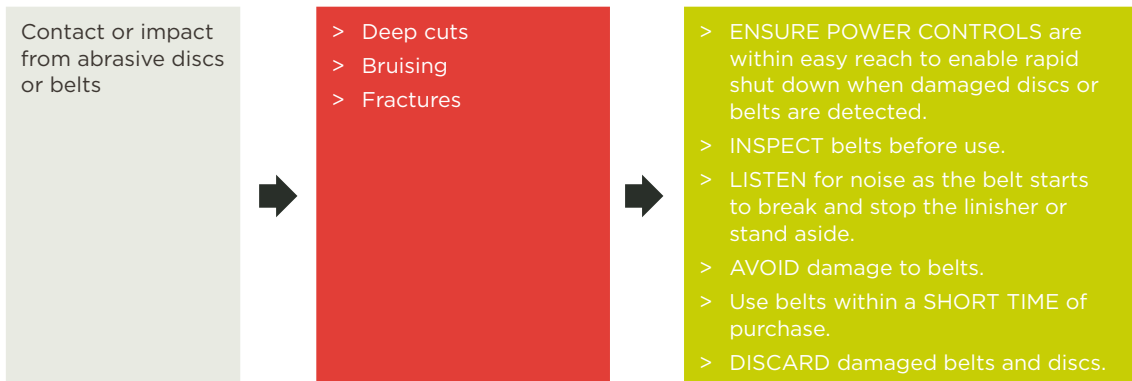 Contact or impact
from abrasive discs
or belts
> Deep cuts
> Bruising
> Fractures
> ENSURE POWER CONTROLS are
within easy reach to enable rapid
shut down when damaged discs or
belts are detected.
> INSPECT belts before use.
> LISTEN for noise as the belt starts
to break and stop the linisher or
stand aside.
> AVOID damage to belts.
> Use belts within a SHORT TIME of
purchase.
> DISCARD damaged belts and discs.